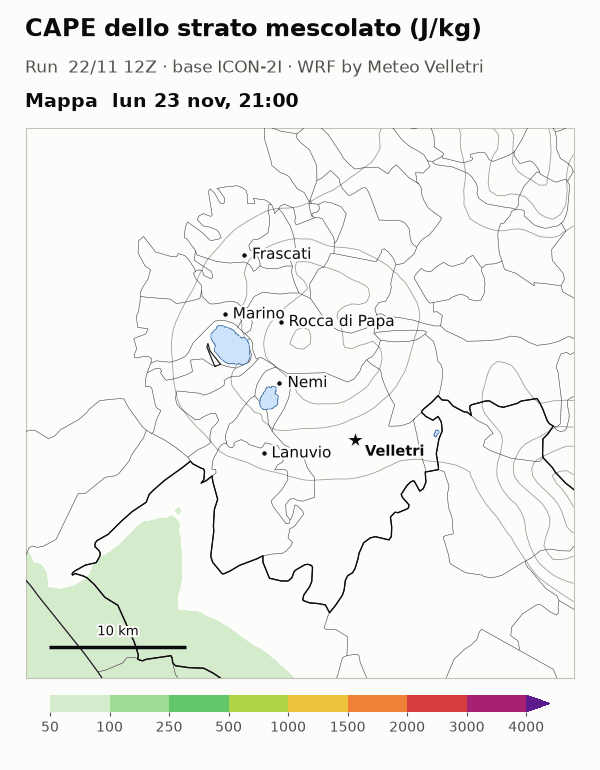 CAPE dello strato mescolato (J/kg)
Run  22/11 12Z · base ICON-2I · WRF by Meteo Velletri
Mappa  lun 23 nov, 21:00
Frascati
Marino
Rocca di Papa
Nemi
Velletri
Lanuvio
10 km
50 100 250 500 1000 1500 2000 3000 4000